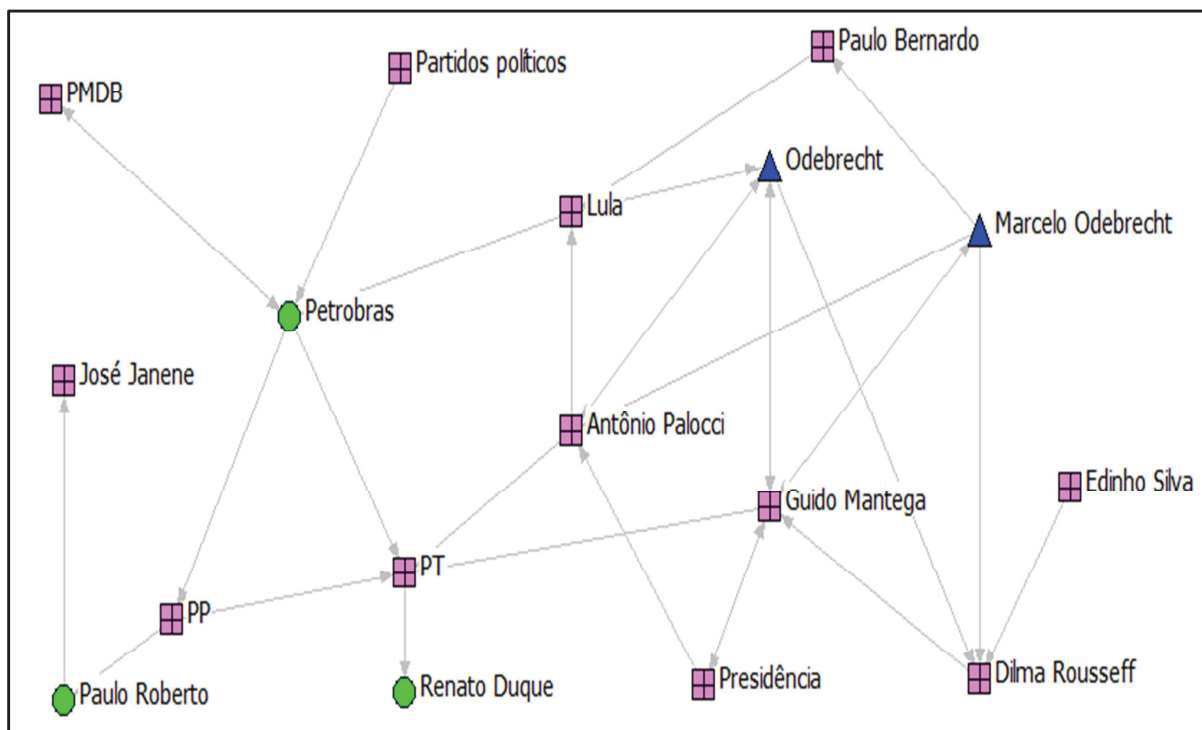 Paulo Bernardo
Partidos políticos
PMDB
Odebrecht
Lula
Marcelo Odebrecht
Petrobras
José Janene
Antônio Palocci
Edinho Silva
Guido Mantega
PT
PP
Paulo Roberto
Renato Duque
Presidência
Dilma Rousseff